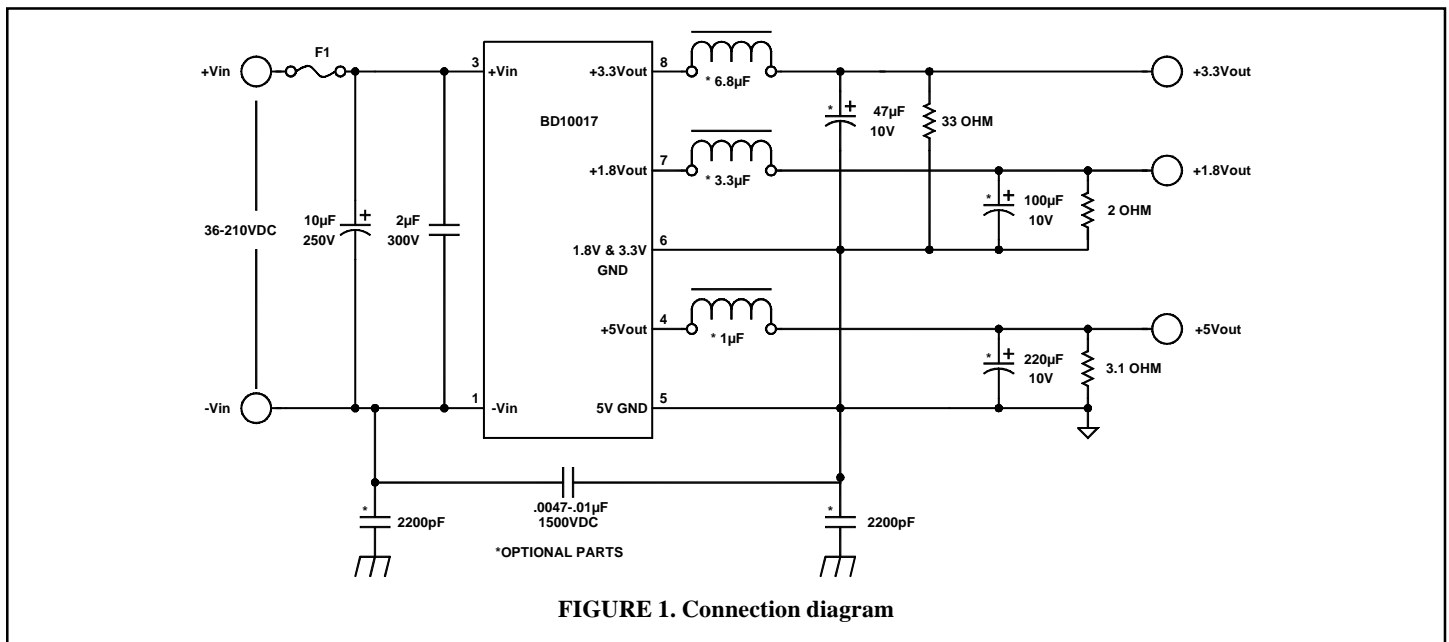 F1
+Vin
3
+Vin
BD10017
+3.3Vout
8
* 6.8µF
*
+
47µF
10V
33 OHM
+3.3Vout
+1.8Vout
7
* 3.3µF
*
+
100µF
10V
2 OHM
+1.8Vout
36-210VDC
10µF
250V
+
2µF
300V
1.8V & 3.3V
GND
6
+5Vout
4
* 1µF
*
+
220µF
10V
3.1 OHM
+5Vout
-Vin
1
-Vin
5V GND
5
.0047-.01µF
1500VDC
*
2200pF
*
2200pF
*OPTIONAL PARTS
FIGURE 1. Connection diagram